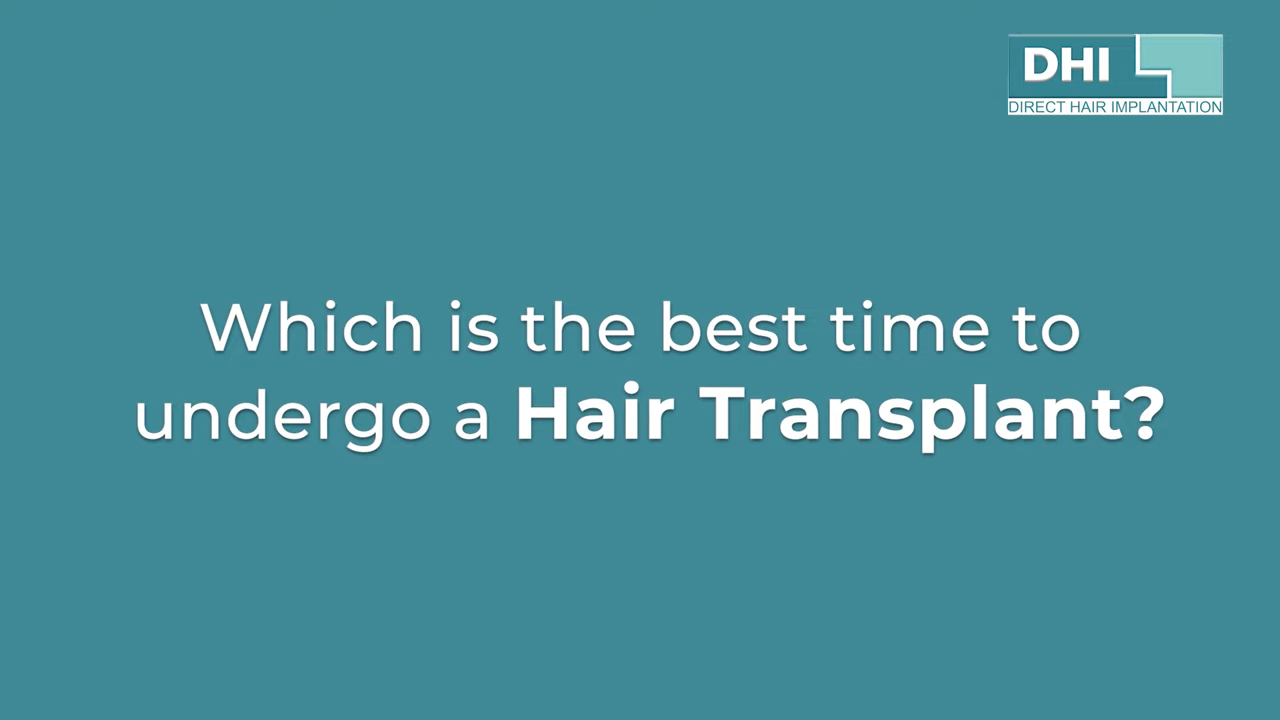 DHI
DIRECT HAIR IMPLANTATION
Which is the best time to
undergo a Hair Transplant?